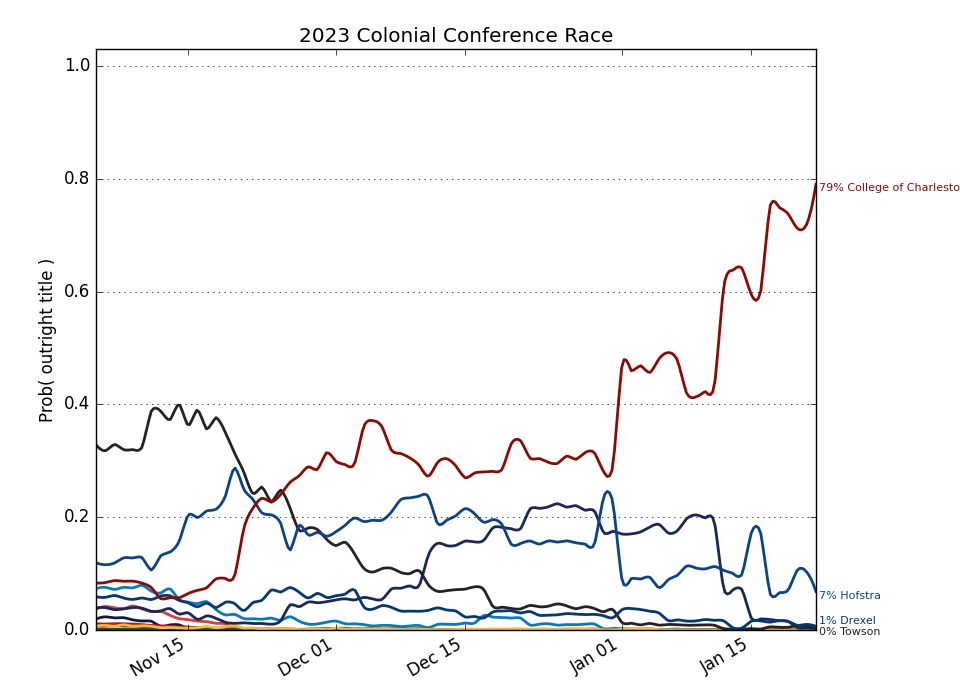 2023 Colonial Conference Race
Prob( outright title )
1.0
0.8
0.6
0.4
0.2
0.0
Nov 15
Dec 01
Dec 15
Jan 01
Jan 15
79% College of Charlesto
7% Hofstra
1% Drexel
0% Towson